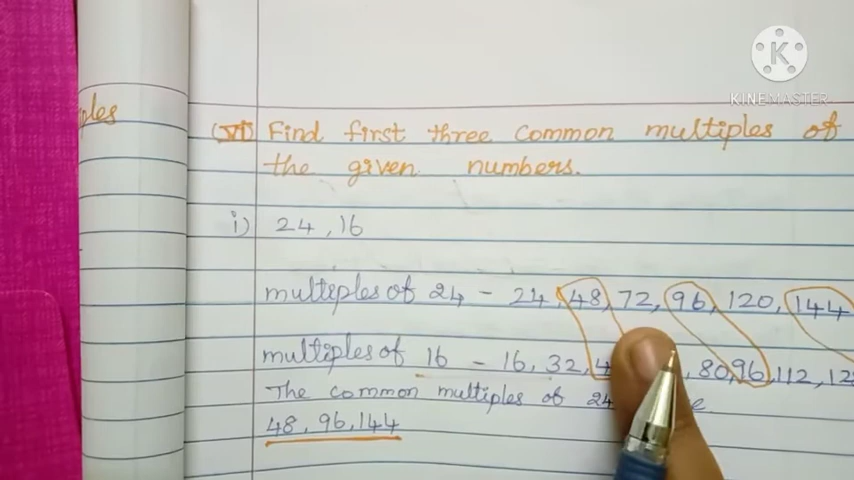 ples
(vi) Find first three common multiples of
the given numbers.
i) 24, 16
multiples of 24 - 24, 48, 72, 96, 120, 144
multiples of 16 - 16, 32, 4 , 80, 96, 112, 12
The common multiples of 24 e
48, 96, 144
KINEMASTER